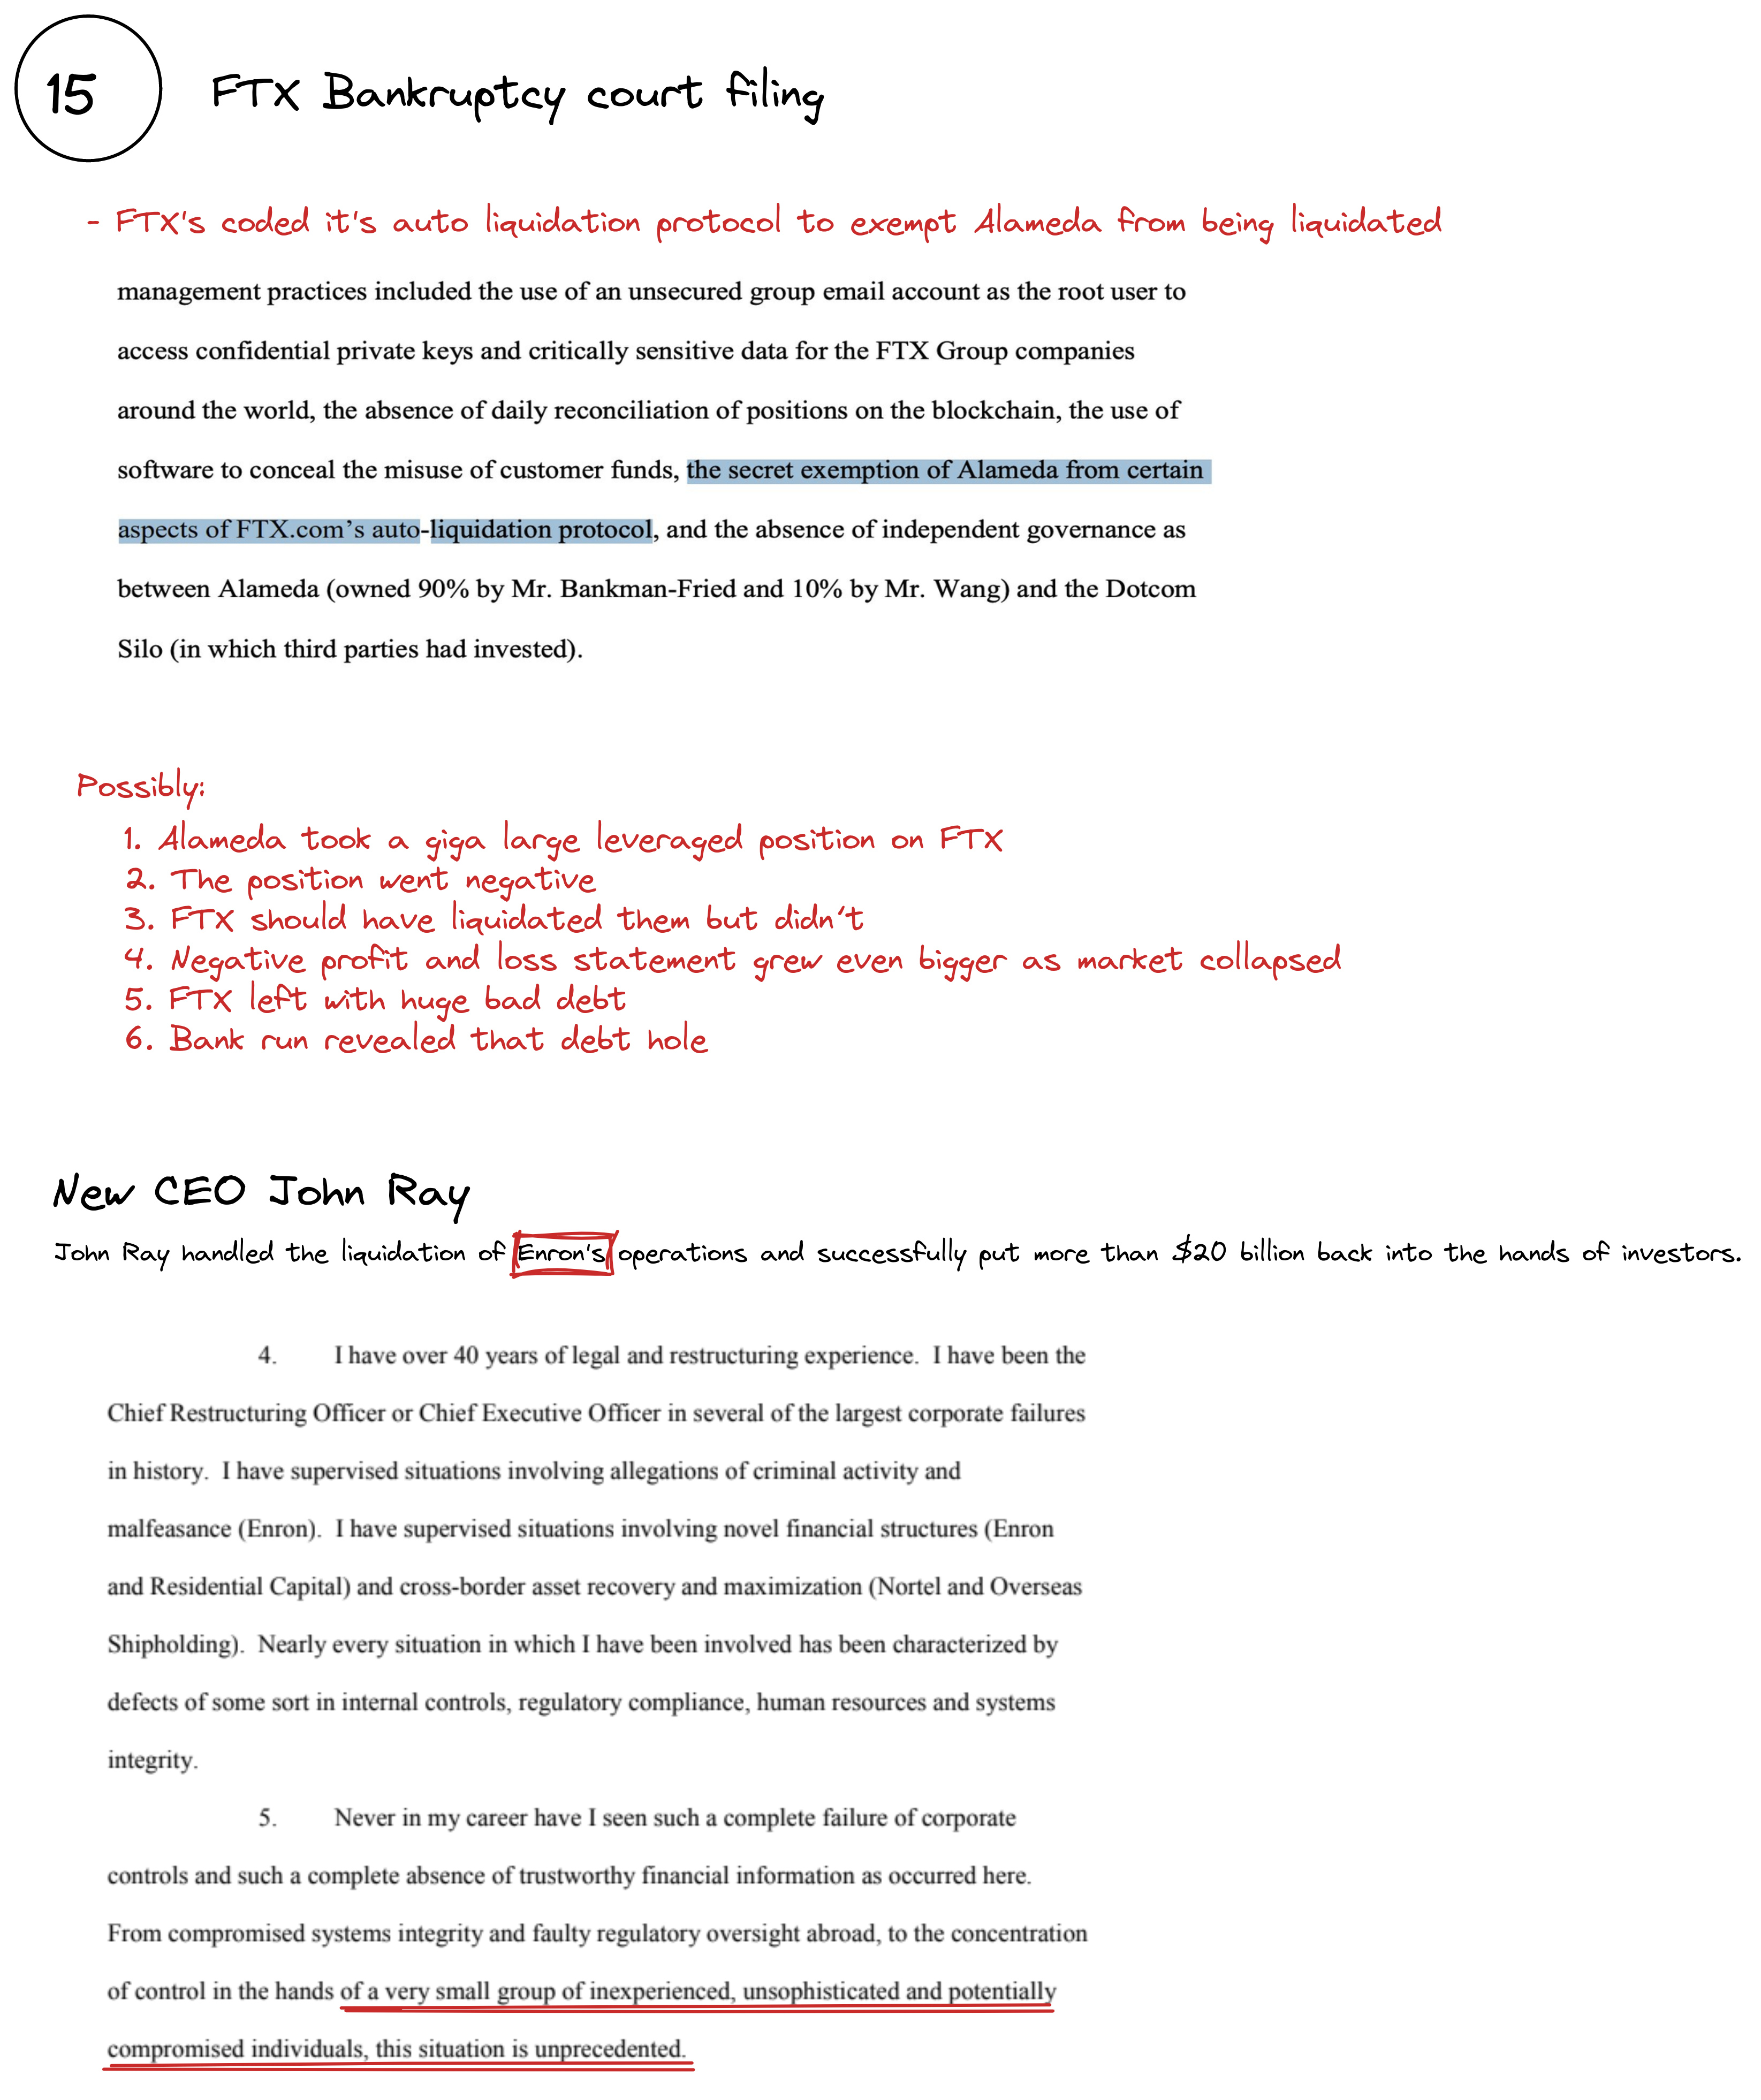 15
FTX Bankruptcy court filing
- FTX's coded it's auto liquidation protocol to exempt Alameda from being liquidated
management practices included the use of an unsecured group email account as the root user to
access confidential private keys and critically sensitive data for the FTX Group companies
around the world, the absence of daily reconciliation of positions on the blockchain, the use of
software to conceal the misuse of customer funds, the secret exemption of Alameda from certain
aspects of FTX.com’s auto-liquidation protocol, and the absence of independent governance as
between Alameda (owned 90% by Mr. Bankman-Fried and 10% by Mr. Wang) and the Dotcom
Silo (in which third parties had invested).
Possibly:
1. Alameda took a giga large leveraged position on FTX
2. The position went negative
3. FTX should have liquidated them but didn't
4. Negative profit and loss statement grew even bigger as market collapsed
5. FTX left with huge bad debt
6. Bank run revealed that debt hole
New CEO John Ray
John Ray handled the liquidation of Enron's operations and successfully put more than $20 billion back into the hands of investors.
4. I have over 40 years of legal and restructuring experience. I have been the
Chief Restructuring Officer or Chief Executive Officer in several of the largest corporate failures
in history. I have supervised situations involving allegations of criminal activity and
malfeasance (Enron). I have supervised situations involving novel financial structures (Enron
and Residential Capital) and cross-border asset recovery and maximization (Nortel and Overseas
Shipholding). Nearly every situation in which I have been involved has been characterized by
defects of some sort in internal controls, regulatory compliance, human resources and systems
integrity.
5. Never in my career have I seen such a complete failure of corporate
controls and such a complete absence of trustworthy financial information as occurred here.
From compromised systems integrity and faulty regulatory oversight abroad, to the concentration
of control in the hands of a very small group of inexperienced, unsophisticated and potentially
compromised individuals, this situation is unprecedented.